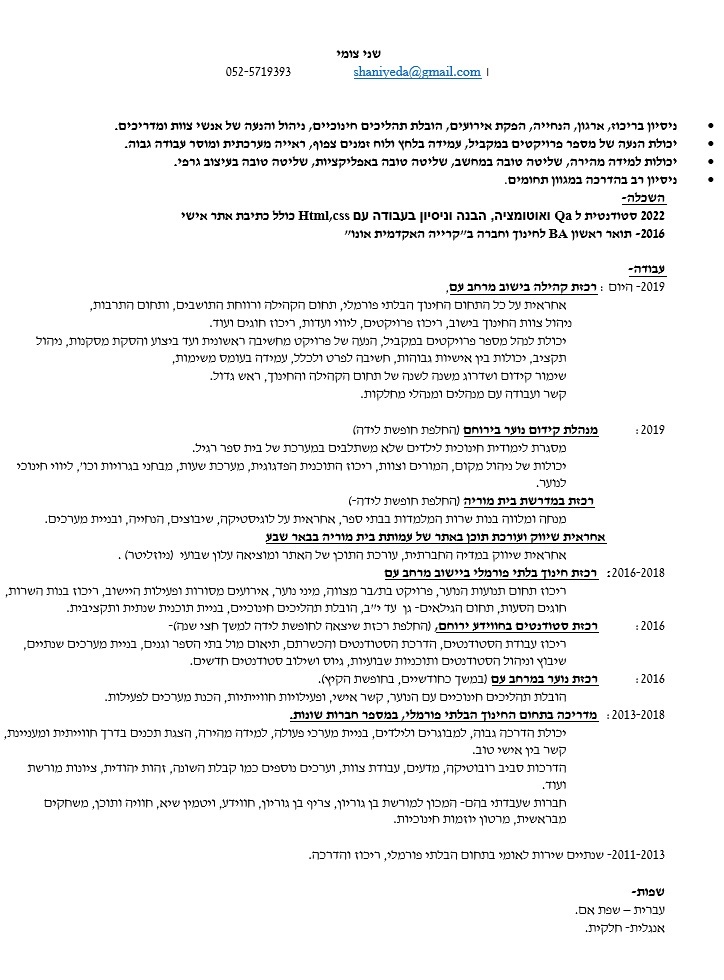 שני צומי
052-5719393 shaniyeda@gmail.com |
• ניסיון בריכוז, ארגון, הנחייה, הפקת אירועים, הובלת תהליכים חינוכיים, ניהול והנעה של אנשי צוות ומדריכים.
• יכולת הנעה של מספר פרויקטים במקביל, עמידה בלחץ ולוח זמנים צפוף, ראייה מערכתית ומוסר עבודה גבוה.
• יכולות למידה מהירה, שליטה טובה במחשב, שליטה טובה באפליקציות, שליטה טובה בעיצוב גרפי.
• ניסיון רב בהדרכה במגוון תחומים.
השכלה-
2022 סטודנטית ל Qa ואוטומציה, הבנה וניסיון בעבודה עם Html,css כולל כתיבת אתר אישי
2016- תואר ראשון BA לחינוך וחברה ב"קרייה האקדמית אונו"
עבודה-
2019- היום : רכזת קהילה בישוב מרחב עם,
אחראית על כל התחום החינוך הבלתי פורמלי, תחום הקהילה ורווחת התושבים, ותחום התרבות,
ניהול צוות החינוך בישוב, ריכוז פרויקטים, ליווי ועדות, ריכוז חוגים ועוד.
יכולת לנהל מספר פרויקטים במקביל, הנעה של פרויקט מחשיבה ראשונית ועד ביצוע והסקת מסקנות, ניהול
תקציב, יכולות בין אישיות גבוהות, חשיבה לפרט ולכלל, עמידה בעומס משימות,
שימור קידום ושדרוג משנה לשנה של תחום הקהילה והחינוך, ראש גדול.
קשר ועבודה עם מנהלים ומנהלי מחלקות.
2019 : מנהלת קידום נוער בירוחם (החלפת חופשת לידה)
מסגרת לימודית חינוכית לילדים שלא משתלבים במערכת של בית ספר רגיל.
יכולות של ניהול מקום, המורים וצוות, ריכוז התוכנית הפדגוגית, מערכת שעות, מבחני בגרויות וכו', ליווי חינוכי
לנוער.
רכזת במדרשת בית מוריה (החלפת חופשת לידה-)
מנחה ומלווה בנות שרות המלמדות בבתי ספר, אחראית על לוגיסטיקה, שיבוצים, הנחייה, ובניית מערכים.
אחראית שיווק ועורכת תוכן באתר של עמותת בית מוריה בבאר שבע
אחראית שיווק במדיה החברתית, עורכת התוכן של האתר ומוציאה עלון שבועי (ניוזליטר) .
2016-2018: רכזת חינוך בלתי פורמלי ביישוב מרחב עם
ריכוז תחום תנועות הנוער, פרויקט בת/בר מצווה, מיני נוער, אירועים מסורות ופעילות היישוב, ריכוז בנות השרות,
חוגים הסעות, תחום הגילאים- גן עד י"ב, הובלת תהליכים חינוכיים, בניית תוכנית שנתית ותקציבית.
2016 : רכזת סטודנטים בחווידע ירוחם, (החלפת רכזת שיצאה לחופשת לידה למשך חצי שנה)-
ריכוז עבודת הסטודנטים, הדרכת הסטודנטים והכשרתם, תיאום מול בתי הספר וגנים, בניית מערכים שנתיים,
שיבוץ וניהול הסטודנטים ותוכניות שבועיות, גיוס ושילוב סטודנטים חדשים.
2016 : רכזת נוער במרחב עם (במשך כחודשיים, בחופשת הקיץ).
הובלת תהליכים חינוכיים עם הנוער, קשר אישי, ופעילויות חווייתיות, הכנת מערכים לפעילות.
2013-2018 : מדריכה בתחום החינוך הבלתי פורמלי, במספר חברות שונות.
יכולת הדרכה גבוה, למבוגרים ולילדים, בניית מערכי פעולה, למידה מהירה, הצגת תכנים בדרך חווייתית ומעניינת,
קשר בין אישי טוב.
הדרכות סביב רובוטיקה, מדעים, עבודת צוות, וערכים נוספים כמו קבלת השונה, זהות יהודית, ציונות מורשת
ועוד.
חברות שעבדתי בהם- המכון למורשת בן גוריון, צריף בן גוריון, חווידע, ויטמין שיא, חוויה ותוכן, משחקים
מבראשית, מרטון יוזמות חינוכיות.
2011-2013- שנתיים שירות לאומי בתחום הבלתי פורמלי, ריכוז והדרכה.
שפות-
עברית – שפת אם.
אנגלית- חלקית.